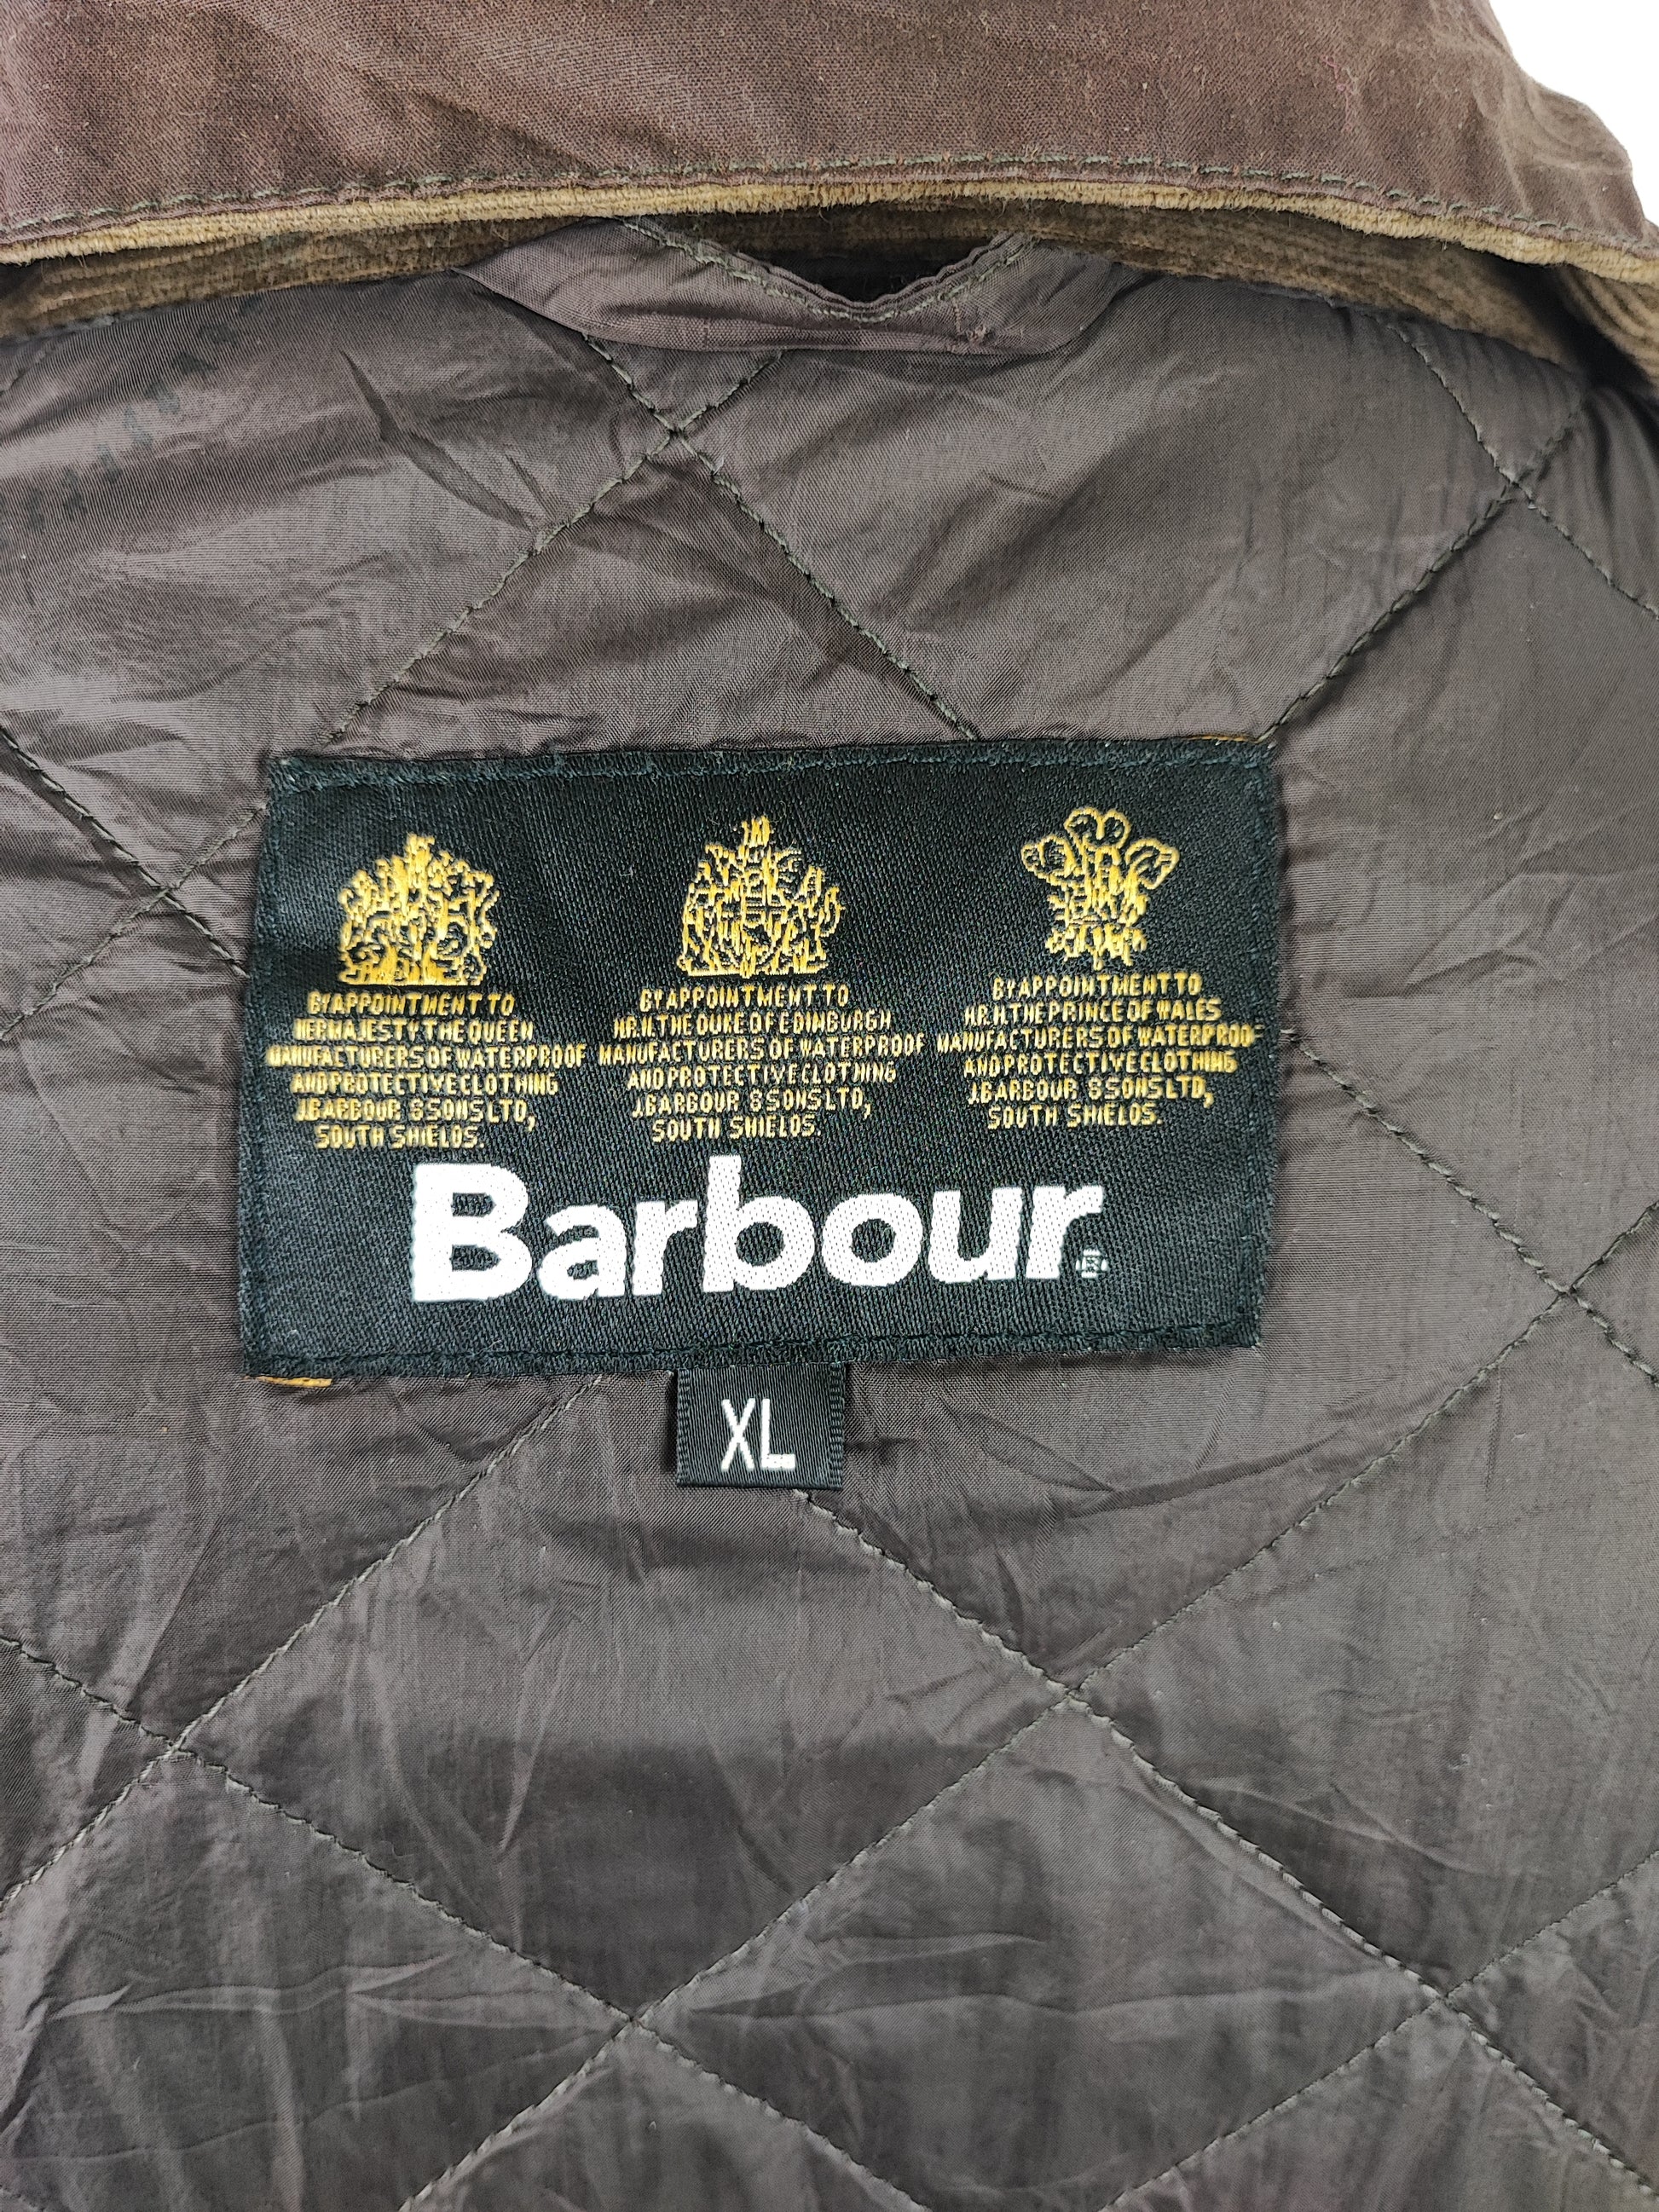 BY APPOINTMENT TO
HER MAJESTY THE QUEEN
MANUFACTURERS OF WATERPROOF
AND PROTECTIVE CLOTHING
J.BARBOUR & SONS LTD,
SOUTH SHIELDS.
BY APPOINTMENT TO
H.R.H. THE DUKE OF EDINBURGH
MANUFACTURERS OF WATERPROOF
AND PROTECTIVE CLOTHING
J.BARBOUR & SONS LTD,
SOUTH SHIELDS.
BY APPOINTMENT TO
H.R.H. THE PRINCE OF WALES
MANUFACTURERS OF WATERPROOF
AND PROTECTIVE CLOTHING
J.BARBOUR & SONS LTD,
SOUTH SHIELDS.
Barbour®
XL